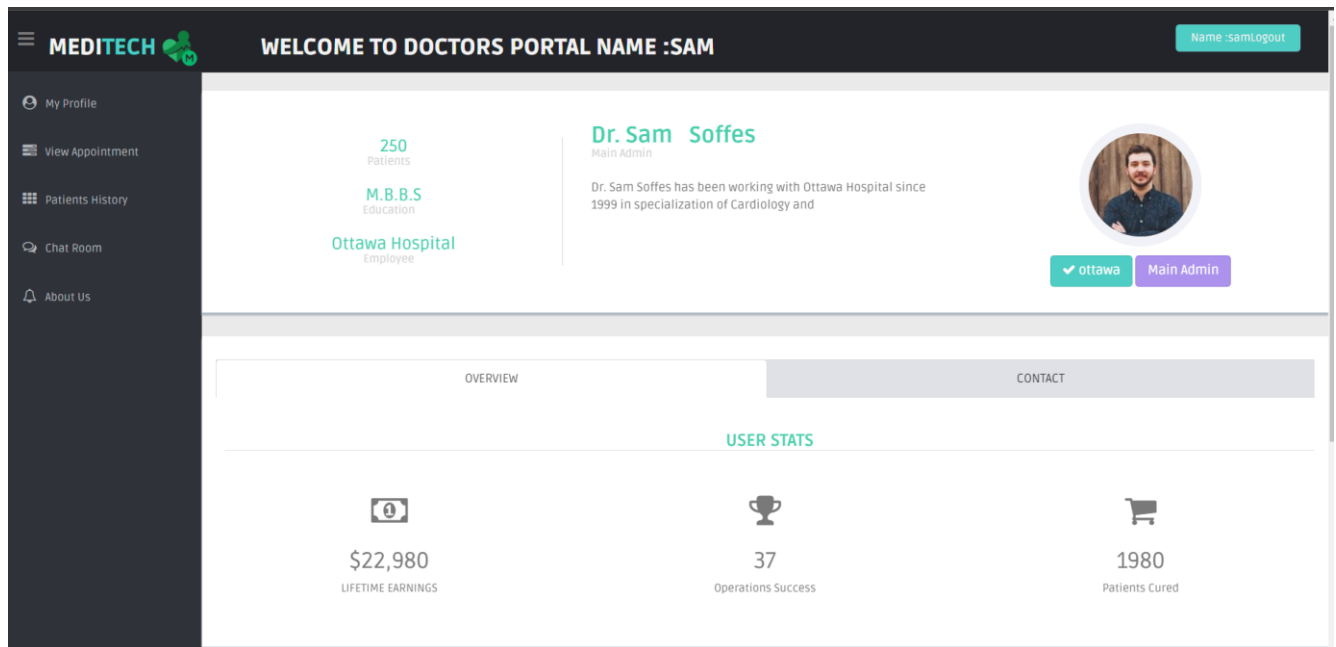 MEDITECH
M
WELCOME TO DOCTORS PORTAL NAME :SAM
Name :samLogout
My Profile
View Appointment
Patients History
Chat Room
About Us
250
Patients
M.B.B.S
Education
Ottawa Hospital
Employee
Dr. Sam Soffes
Main Admin
Dr. Sam Soffes has been working with Ottawa Hospital since
1999 in specialization of Cardiology and
ottawa
Main Admin
OVERVIEW
CONTACT
USER STATS
1
$22,980
LIFETIME EARNINGS
37
Operations Success
1980
Patients Cured